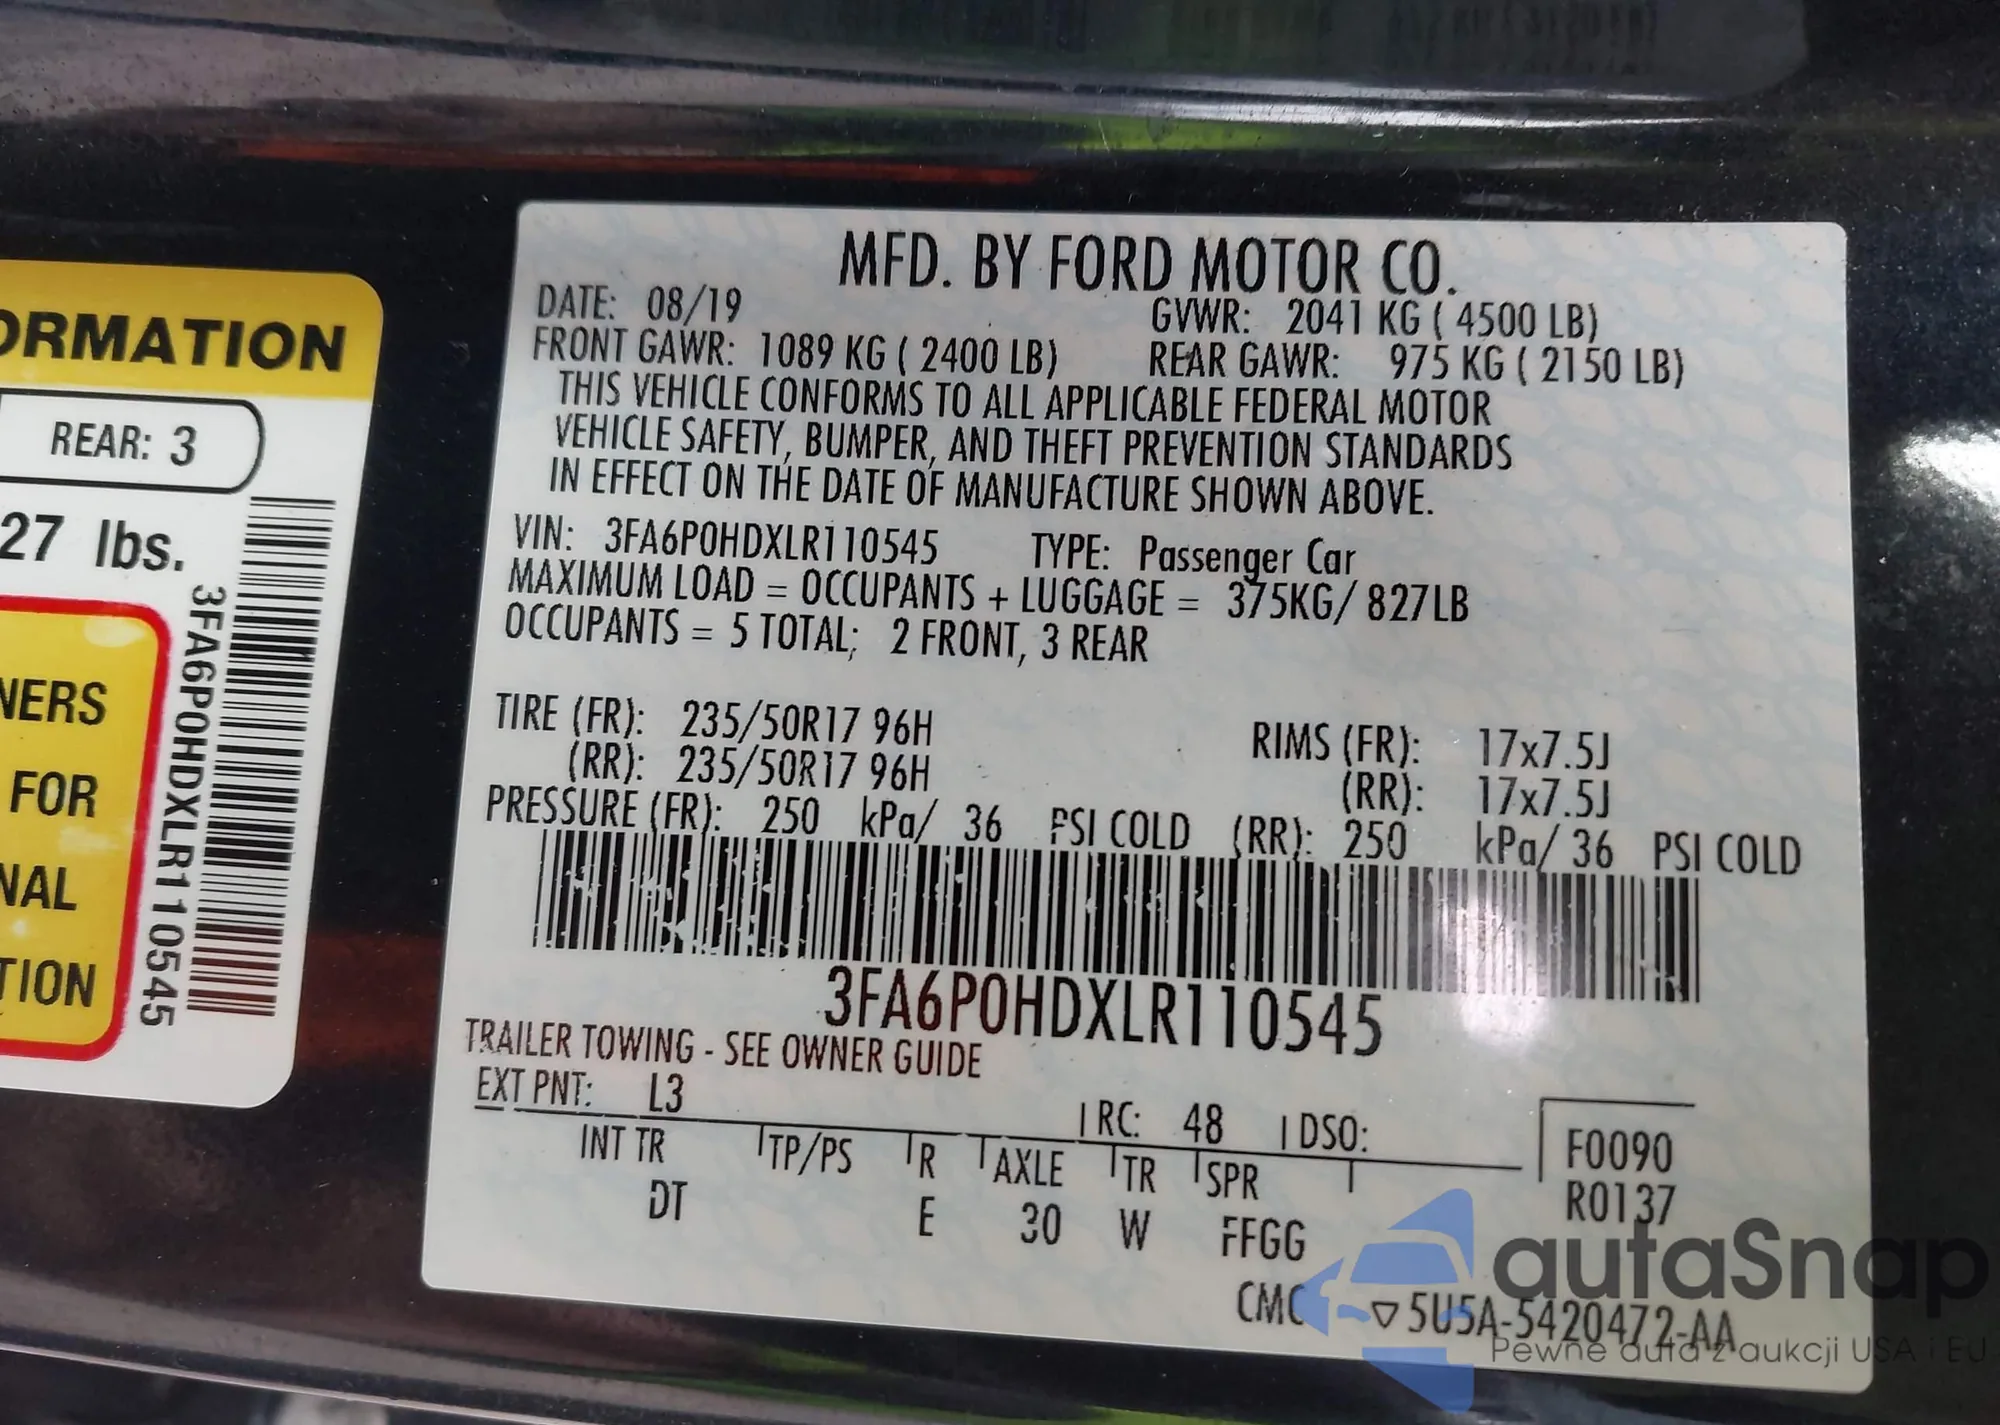 ORMATION
REAR: 3
27 lbs.
NERS
FOR
NAL
TION
3FA6P0HDXLR110545
MFD. BY FORD MOTOR CO.
DATE: 08/19 GVWR: 2041 KG ( 4500 LB)
FRONT GAWR: 1089 KG ( 2400 LB) REAR GAWR: 975 KG ( 2150 LB)
THIS VEHICLE CONFORMS TO ALL APPLICABLE FEDERAL MOTOR
VEHICLE SAFETY, BUMPER, AND THEFT PREVENTION STANDARDS
IN EFFECT ON THE DATE OF MANUFACTURE SHOWN ABOVE.
VIN: 3FA6P0HDXLR110545 TYPE: Passenger Car
MAXIMUM LOAD = OCCUPANTS + LUGGAGE = 375KG/ 827LB
OCCUPANTS = 5 TOTAL; 2 FRONT, 3 REAR
TIRE (FR): 235/50R17 96H RIMS (FR): 17x7.5J
(RR): 235/50R17 96H (RR): 17x7.5J
PRESSURE (FR): 250 kPa/ 36 PSI COLD (RR): 250 kPa/ 36 PSI COLD
3FA6P0HDXLR110545
TRAILER TOWING - SEE OWNER GUIDE
EXT PNT: L3 RC: 48 DSO: F0090
INT TR TP/PS R AXLE TR SPR R0137
DT E 30 W FFGG
CMC ▽ 5U5A-5420472-AA
autaSnap
Pewne auta z aukcji USA i EU